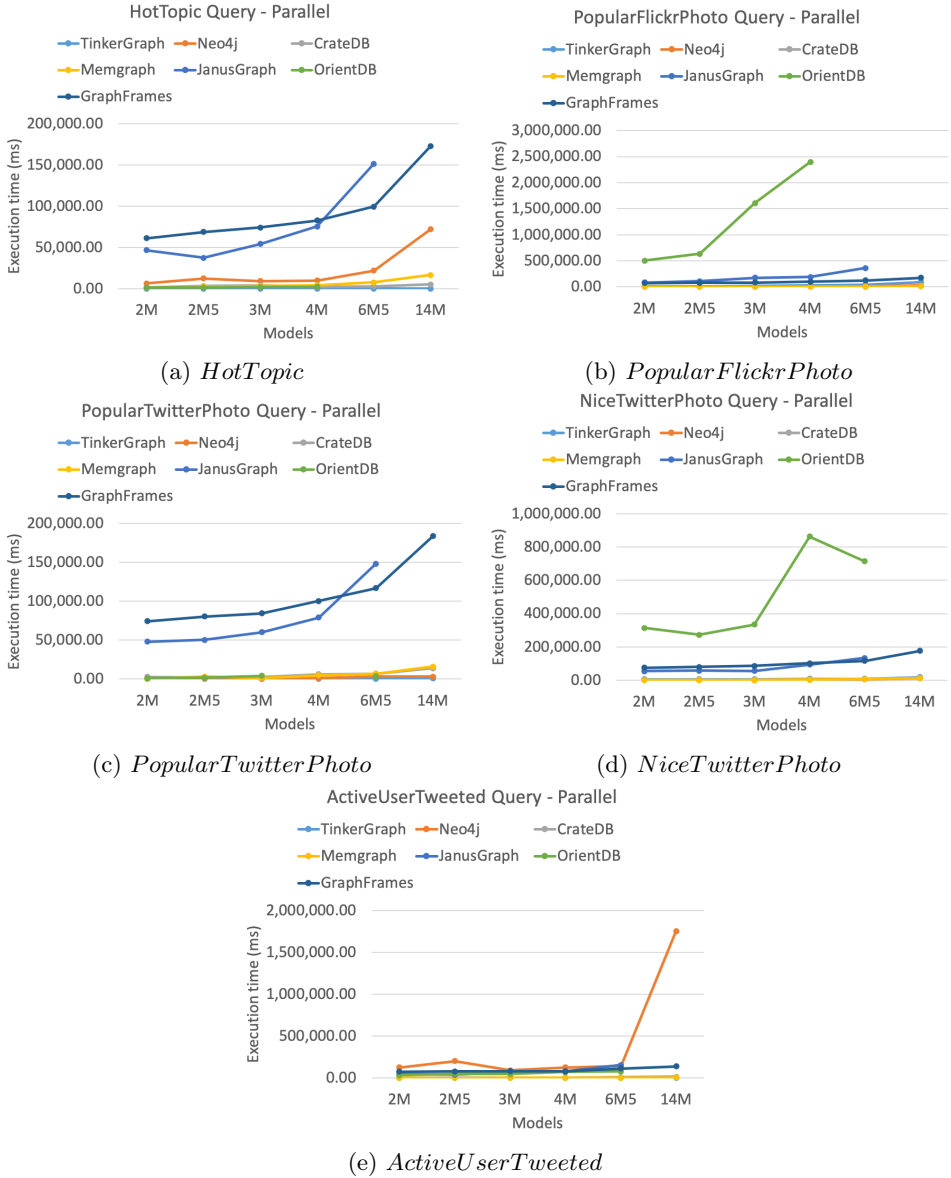 HotTopic Query - Parallel
TinkerGraph Neo4j CrateDB
Memgraph JanusGraph OrientDB
GraphFrames
200,000.00
150,000.00
100,000.00
50,000.00
0.00
Execution time (ms)
2M 2M5 3M 4M 6M5 14M
Models
(a) HotTopic
PopularFlickrPhoto Query - Parallel
TinkerGraph Neo4j CrateDB
Memgraph JanusGraph OrientDB
GraphFrames
3,000,000.00
2,500,000.00
2,000,000.00
1,500,000.00
1,000,000.00
500,000.00
0.00
Execution time (ms)
2M 2M5 3M 4M 6M5 14M
Models
(b) PopularFlickrPhoto
PopularTwitterPhoto Query - Parallel
TinkerGraph Neo4j CrateDB
Memgraph JanusGraph OrientDB
GraphFrames
200,000.00
150,000.00
100,000.00
50,000.00
0.00
Execution time (ms)
2M 2M5 3M 4M 6M5 14M
Models
(c) PopularTwitterPhoto
NiceTwitterPhoto Query - Parallel
TinkerGraph Neo4j CrateDB
Memgraph JanusGraph OrientDB
GraphFrames
1,000,000.00
800,000.00
600,000.00
400,000.00
200,000.00
0.00
Execution time (ms)
2M 2M5 3M 4M 6M5 14M
Models
(d) NiceTwitterPhoto
ActiveUserTweeted Query - Parallel
TinkerGraph Neo4j CrateDB
Memgraph JanusGraph OrientDB
GraphFrames
2,000,000.00
1,500,000.00
1,000,000.00
500,000.00
0.00
Execution time (ms)
2M 2M5 3M 4M 6M5 14M
Models
(e) ActiveUserTweeted